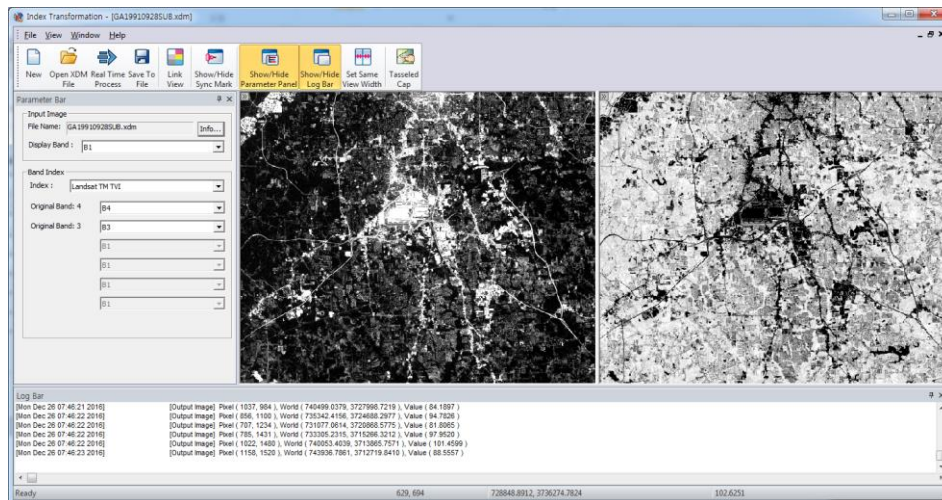 Index Transformation - [GA19910928SUB.xdm]
File View Window Help
New Open XDM File Real Time Process Save To File Link View Show/Hide Sync Mark Show/Hide Parameter Panel Show/Hide Log Bar Set Same View Width Tasseled Cap
Parameter Bar
Input Image
File Name: GA19910928SUB.xdm Info...
Display Band : B1
Band Index
Index : Landsat TM TVI
Original Band: 4 B4
Original Band: 3 B3
B1
B1
B1
B1
Log Bar
[Mon Dec 26 07:46:21 2016] [Output Image] Pixel ( 1037, 984 ), World ( 740499.0379, 3727998.7219 ), Value ( 84.1897 )
[Mon Dec 26 07:46:22 2016] [Output Image] Pixel ( 856, 1100 ), World ( 735342.4156, 3724688.2977 ), Value ( 94.7826 )
[Mon Dec 26 07:46:22 2016] [Output Image] Pixel ( 707, 1234 ), World ( 731077.0614, 3720868.5775 ), Value ( 81.8065 )
[Mon Dec 26 07:46:22 2016] [Output Image] Pixel ( 785, 1431 ), World ( 733305.2315, 3715266.3212 ), Value ( 97.9520 )
[Mon Dec 26 07:46:22 2016] [Output Image] Pixel ( 1022, 1480 ), World ( 740053.4039, 3713865.7571 ), Value ( 101.4599 )
[Mon Dec 26 07:46:23 2016] [Output Image] Pixel ( 1158, 1520 ), World ( 743936.7861, 3712719.8410 ), Value ( 88.5557 )
Ready 629, 694 728848.8912, 3736274.7824 102.6251